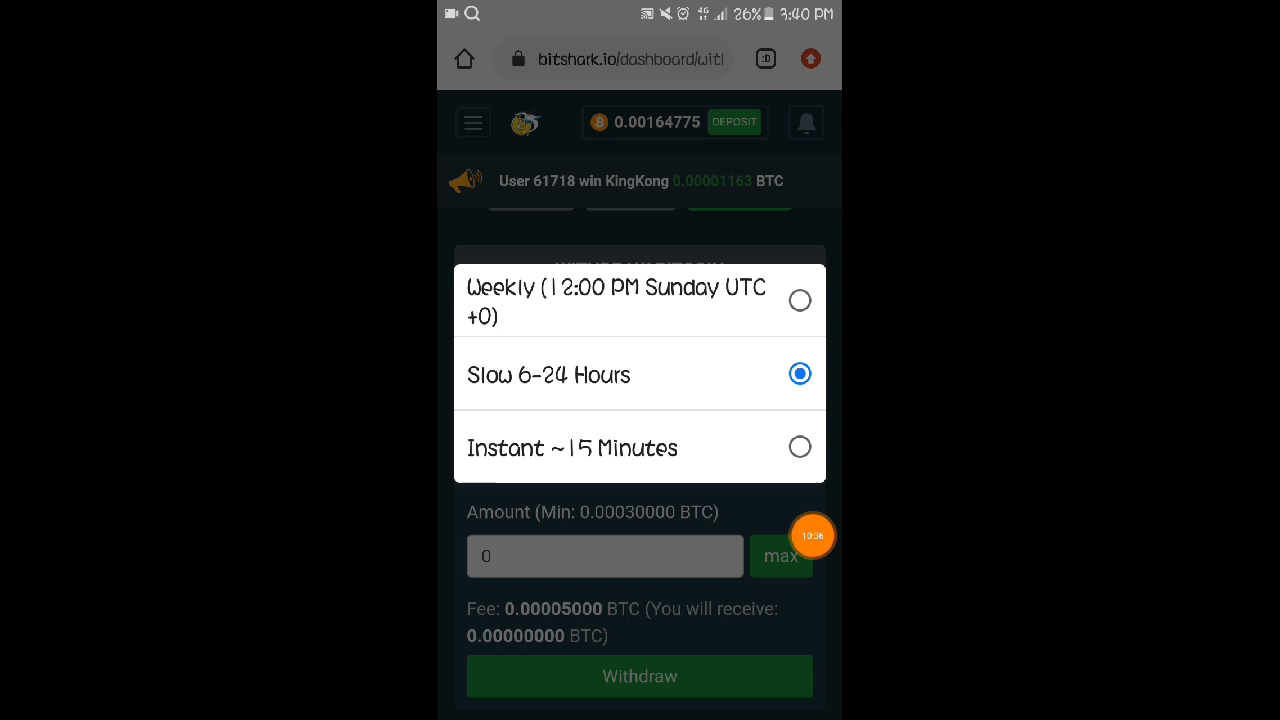 26% 3:40 PM
bitshark.io/dashboard/witl
:D
0.00164775 DEPOSIT
User 61718 win KingKong 0.00001163 BTC
Weekly (12:00 PM Sunday UTC
+0)
Slow 6-24 Hours
Instant ~15 Minutes
Amount (Min: 0.00030000 BTC)
0 max
10:36
Fee: 0.00005000 BTC (You will receive:
0.00000000 BTC)
Withdraw